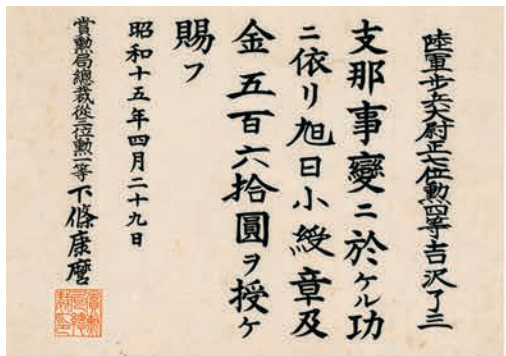 陸軍歩兵大尉正七位勲四等吉沢了三
支那事變ニ於ケル功
ニ依リ旭日小綬章及
金五百六拾圓ヲ授ケ
賜フ
昭和十五年四月二十九日
賞勲局總裁從三位勲一等下條康麿